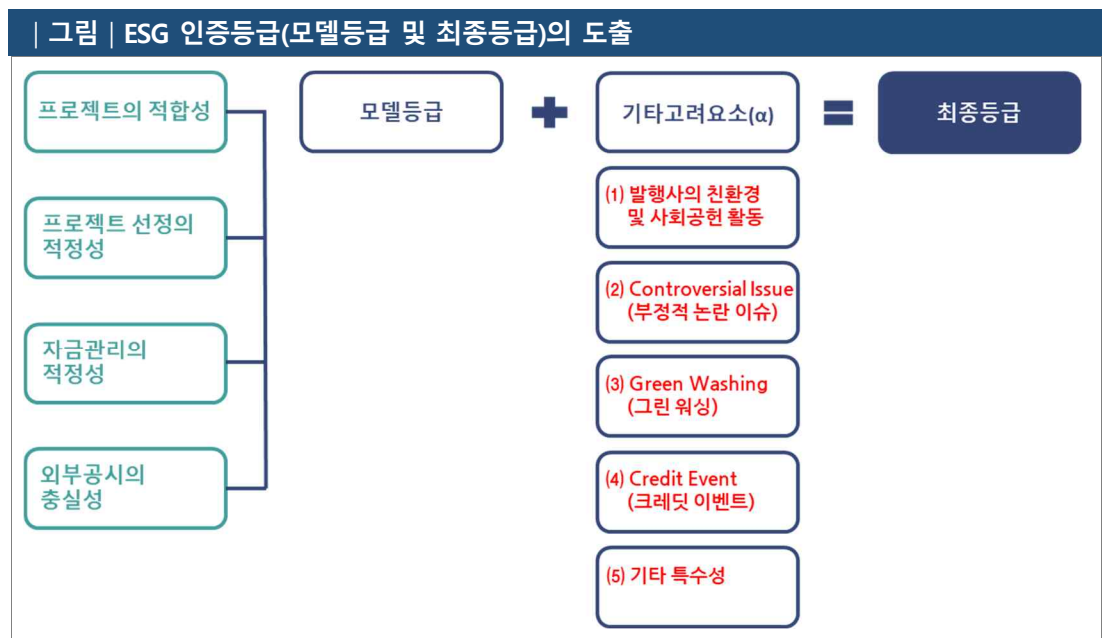 | 그림 | ESG 인증등급(모델등급 및 최종등급)의 도출
프로젝트의 적합성
프로젝트 선정의
적정성
자금관리의
적정성
외부공시의
충실성
모델등급
+
기타고려요소(α)
=
최종등급
(1) 발행사의 친환경
및 사회공헌 활동
(2) Controversial Issue
(부정적 논란 이슈)
(3) Green Washing
(그린 워싱)
(4) Credit Event
(크레딧 이벤트)
(5) 기타 특수성